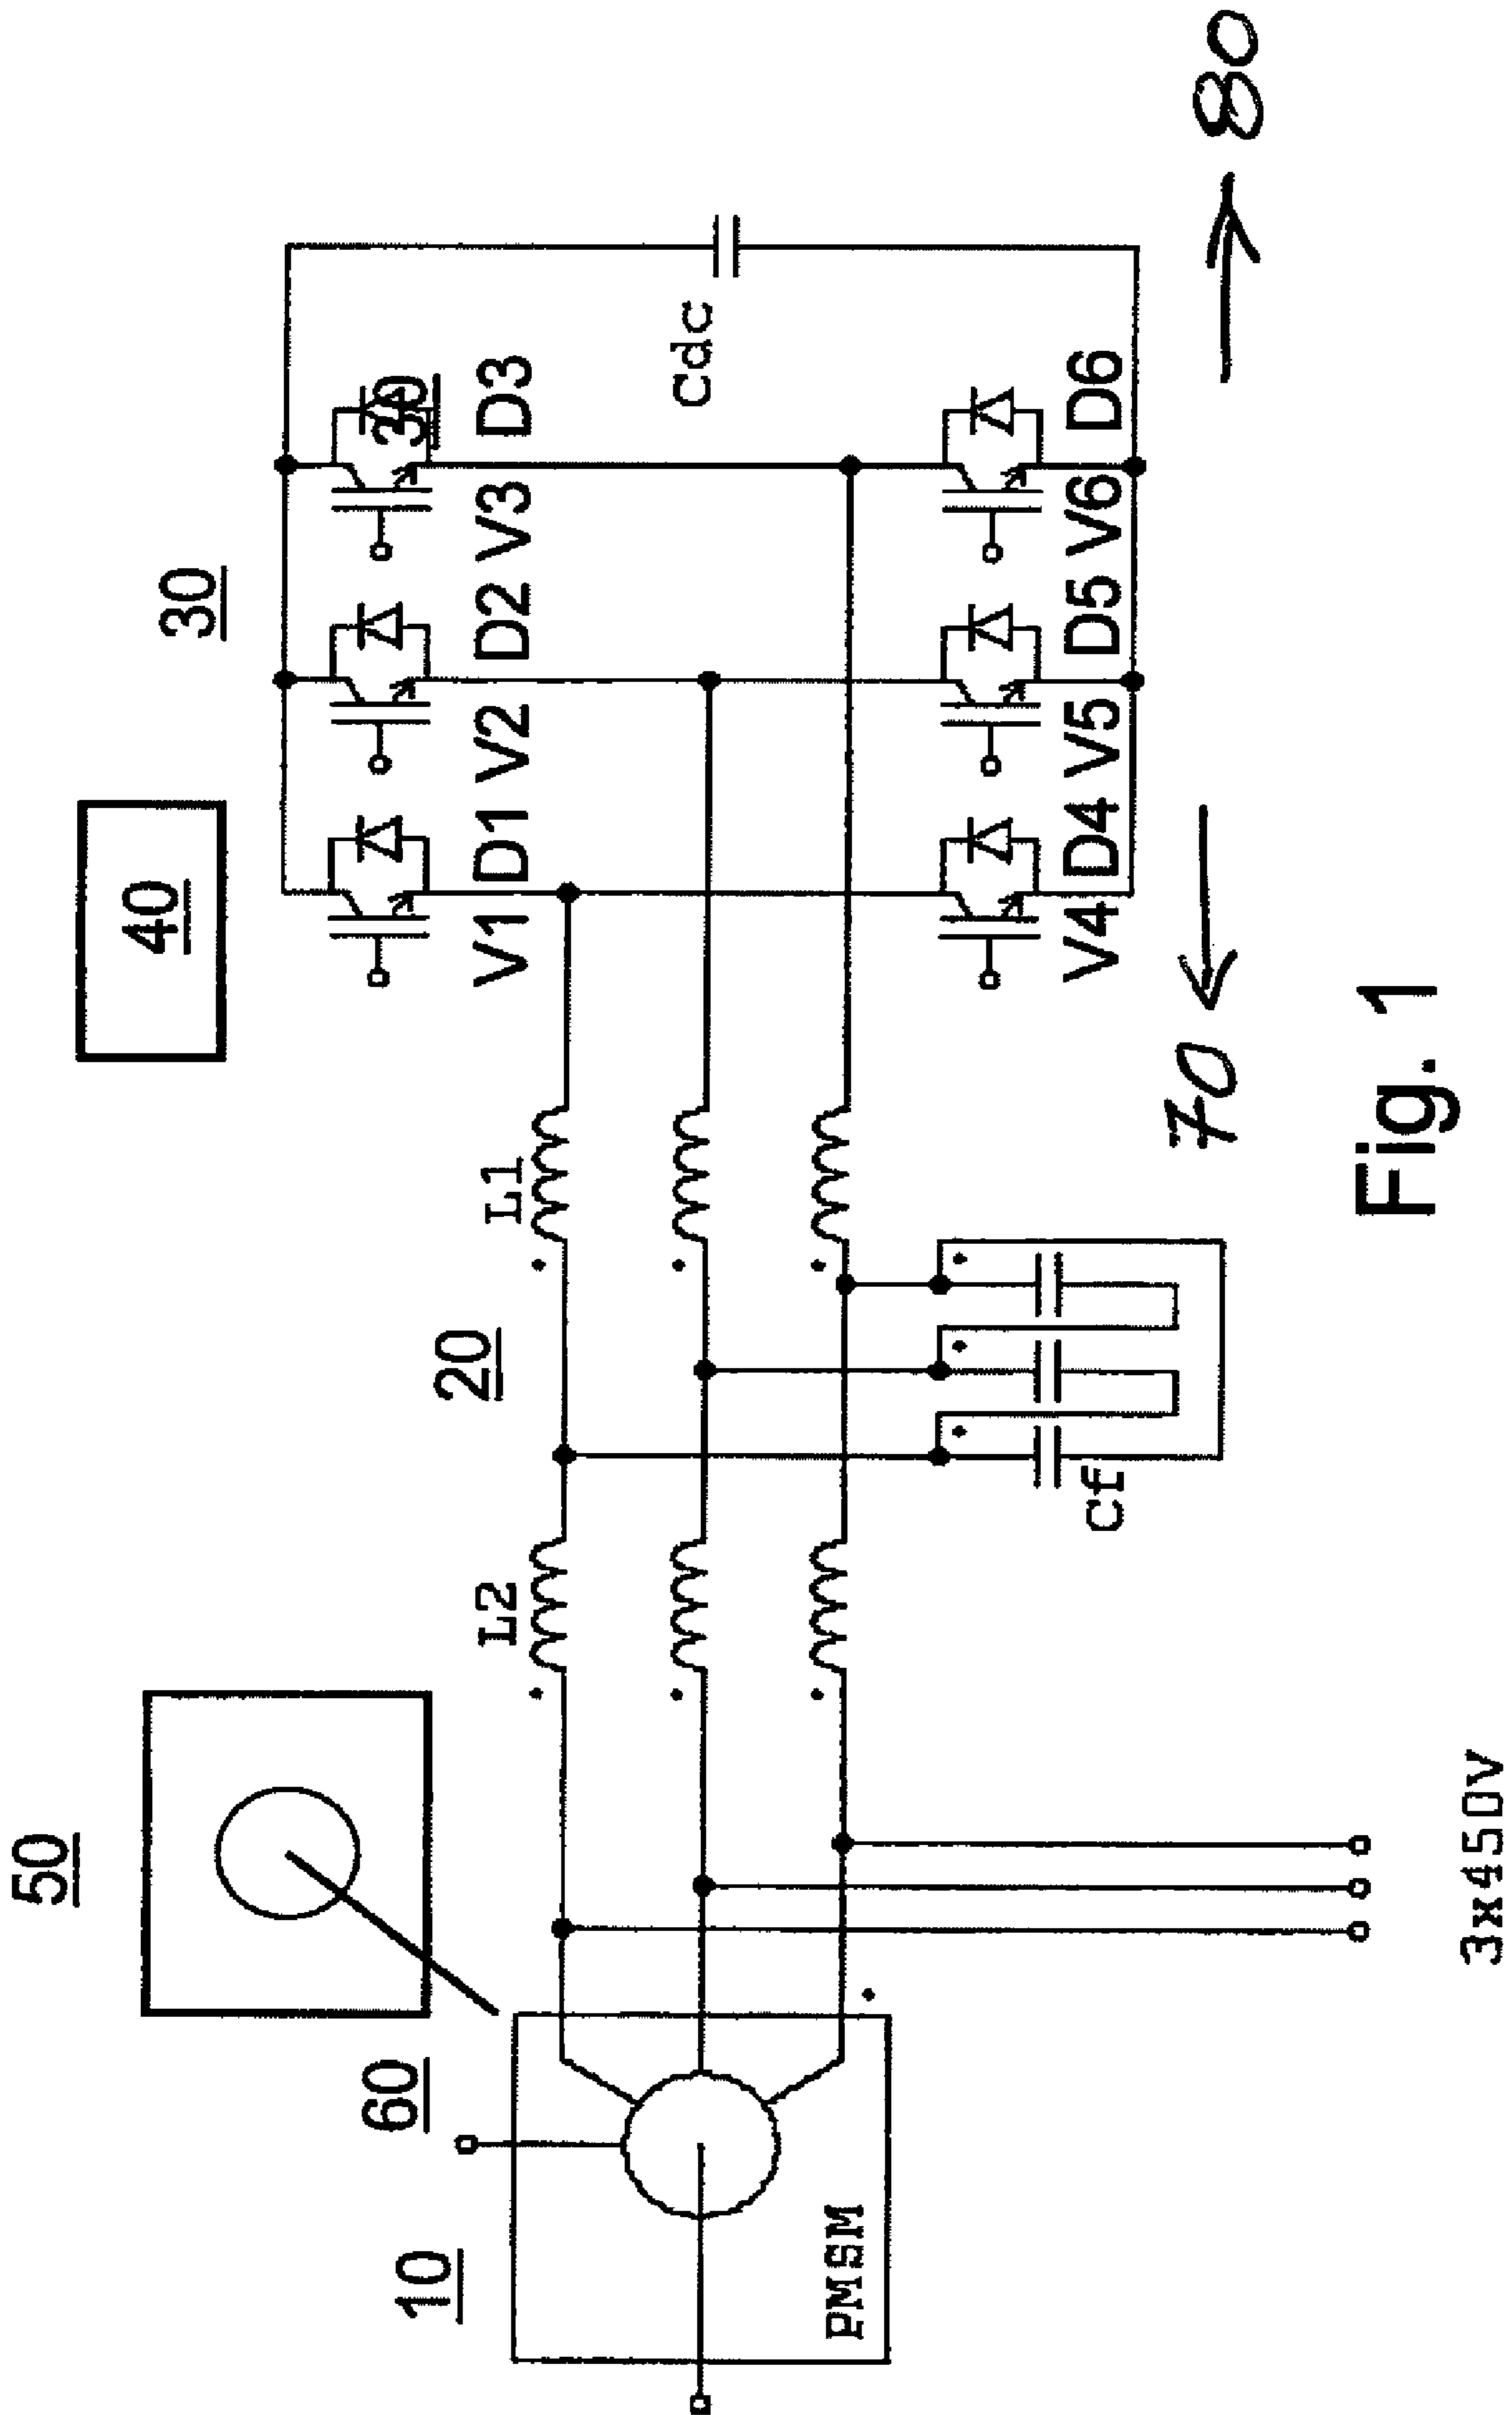 50
40
30
10
60
20
L2
L1
V1 D1 V2 D2 V3 D3
30
Cdc
PMSM
Cf
V4 D4 V5 D5 V6 D6
70
80
3x450V
Fig. 1